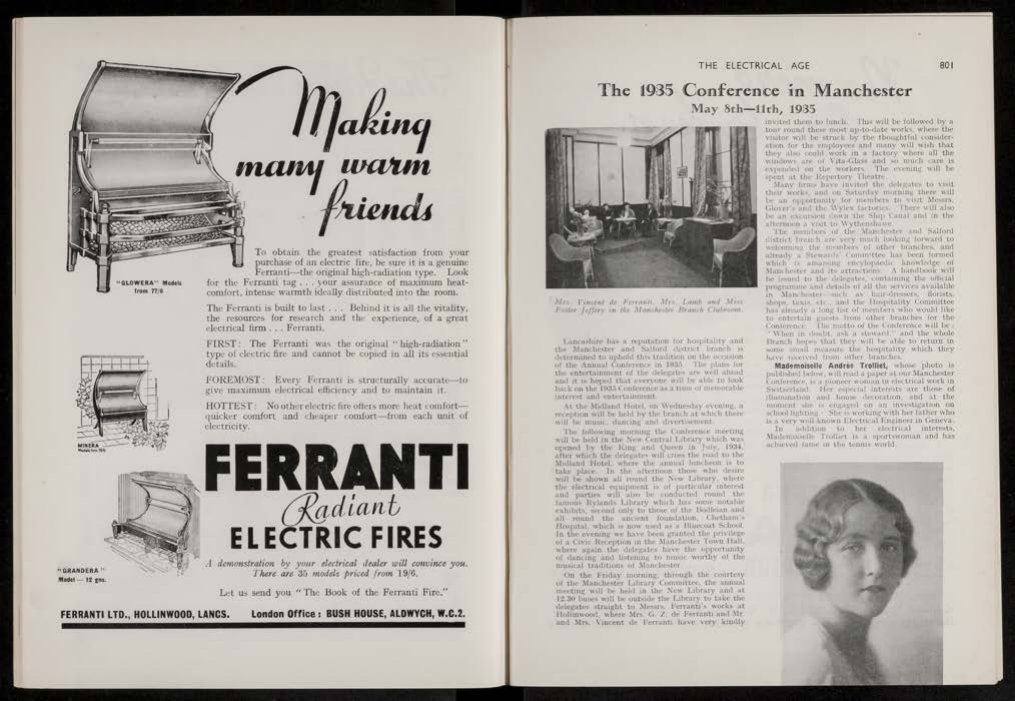 Making
many warm
friends
"GLOWERA" Models
from 77/6
To obtain the greatest satisfaction from your
purchase of an electric fire, be sure it is a genuine
Ferranti—the original high-radiation type. Look
for the Ferranti tag . . . your assurance of maximum heat-
comfort, intense warmth ideally distributed into the room.
The Ferranti is built to last . . . Behind it is all the vitality,
the resources for research and the experience, of a great
electrical firm . . . Ferranti.
FIRST: The Ferranti was the original "high-radiation"
type of electric fire and cannot be copied in all its essential
details.
FOREMOST: Every Ferranti is structurally accurate—to
give maximum electrical efficiency and to maintain it.
HOTTEST: No other electric fire offers more heat comfort—
quicker comfort and cheaper comfort—from each unit of
electricity.
MINERA
FERRANTI
Radiant
ELECTRIC FIRES
"GRANDERA"
Model — 12 gns.
A demonstration by your electrical dealer will convince you.
There are 35 models priced from 19/6.
Let us send you "The Book of the Ferranti Fire."
FERRANTI LTD., HOLLINWOOD, LANCS. London Office: BUSH HOUSE, ALDWYCH, W.C.2.
THE ELECTRICAL AGE 801
The 1935 Conference in Manchester
May 8th—11th, 1935
Mrs. Vincent de Ferranti, Mrs. Lamb and Miss
Foster Jeffery in the Manchester Branch Clubroom.
Lancashire has a reputation for hospitality and
the Manchester and Salford district branch is
determined to uphold this tradition on the occasion
of the Annual Conference in 1935. The plans for
the entertainment of the delegates are well ahead
and it is hoped that everyone will be able to look
back on the 1935 Conference as a time of memorable
interest and entertainment.
At the Midland Hotel, on Wednesday evening, a
reception will be held by the branch at which there
will be music, dancing and divertisement.
The following morning the Conference meeting
will be held in the New Central Library which was
opened by the King and Queen in July, 1934,
after which the delegates will cross the road to the
Midland Hotel, where the annual luncheon is to
take place. In the afternoon those who desire
will be shown all round the New Library, where
the electrical equipment is of particular interest
and parties will also be conducted round the
famous Rylands Library which has some notable
exhibits, second only to those of the Bodleian and
all round the ancient foundation, Chetham's
Hospital, which is now used as a Bluecoat School.
In the evening we have been granted the privilege
of a Civic Reception in the Manchester Town Hall,
where again the delegates have the opportunity
of dancing and listening to music worthy of the
musical traditions of Manchester.
On the Friday morning, through the courtesy
of the Manchester Library Committee, the annual
meeting will be held in the New Library and at
12.30 buses will be outside the Library to take the
delegates straight to Messrs. Ferranti's works at
Hollinwood, where Mrs. G. Z. de Ferranti and Mr.
and Mrs. Vincent de Ferranti have very kindly
invited them to lunch. This will be followed by a
tour round these most up-to-date works, where the
visitor will be struck by the thoughtful consider-
ation for the employees and many will wish that
they also could work in a factory where all the
windows are of Vita-Glass and so much care is
expended on the workers. The evening will be
spent at the Repertory Theatre.
Many firms have invited the delegates to visit
their works, and on Saturday morning there will
be an opportunity for members to visit Messrs.
Glover's and the Wylex factories. There will also
be an excursion down the Ship Canal and in the
afternoon a visit to Wythenshawe.
The members of the Manchester and Salford
district branch are very much looking forward to
welcoming the members of other branches, and
already a Stewards' Committee has been formed
which is amassing encyclopaedic knowledge of
Manchester and its attractions. A handbook will
be issued to the delegates, containing the official
programme and details of all the services available
in Manchester—such as hair-dressers, florists,
shops, taxis, etc., and the Hospitality Committee
has already a long list of members who would like
to entertain guests from other branches for the
Conference. The motto of the Conference will be:
"When in doubt, ask a steward," and the whole
Branch hopes that they will be able to return in
some small measure the hospitality which they
have received from other branches.
Mademoiselle Andrée Trolliet, whose photo is
published below, will read a paper at our Manchester
Conference, is a pioneer woman in electrical work in
Switzerland. Her especial interests are those of
illumination and house decoration, and at the
moment she is engaged on an investigation on
school lighting. She is working with her father who
is a very well-known Electrical Engineer in Geneva.
In addition to her electrical interests,
Mademoiselle Trolliet is a sportswoman and has
achieved fame in the tennis world.